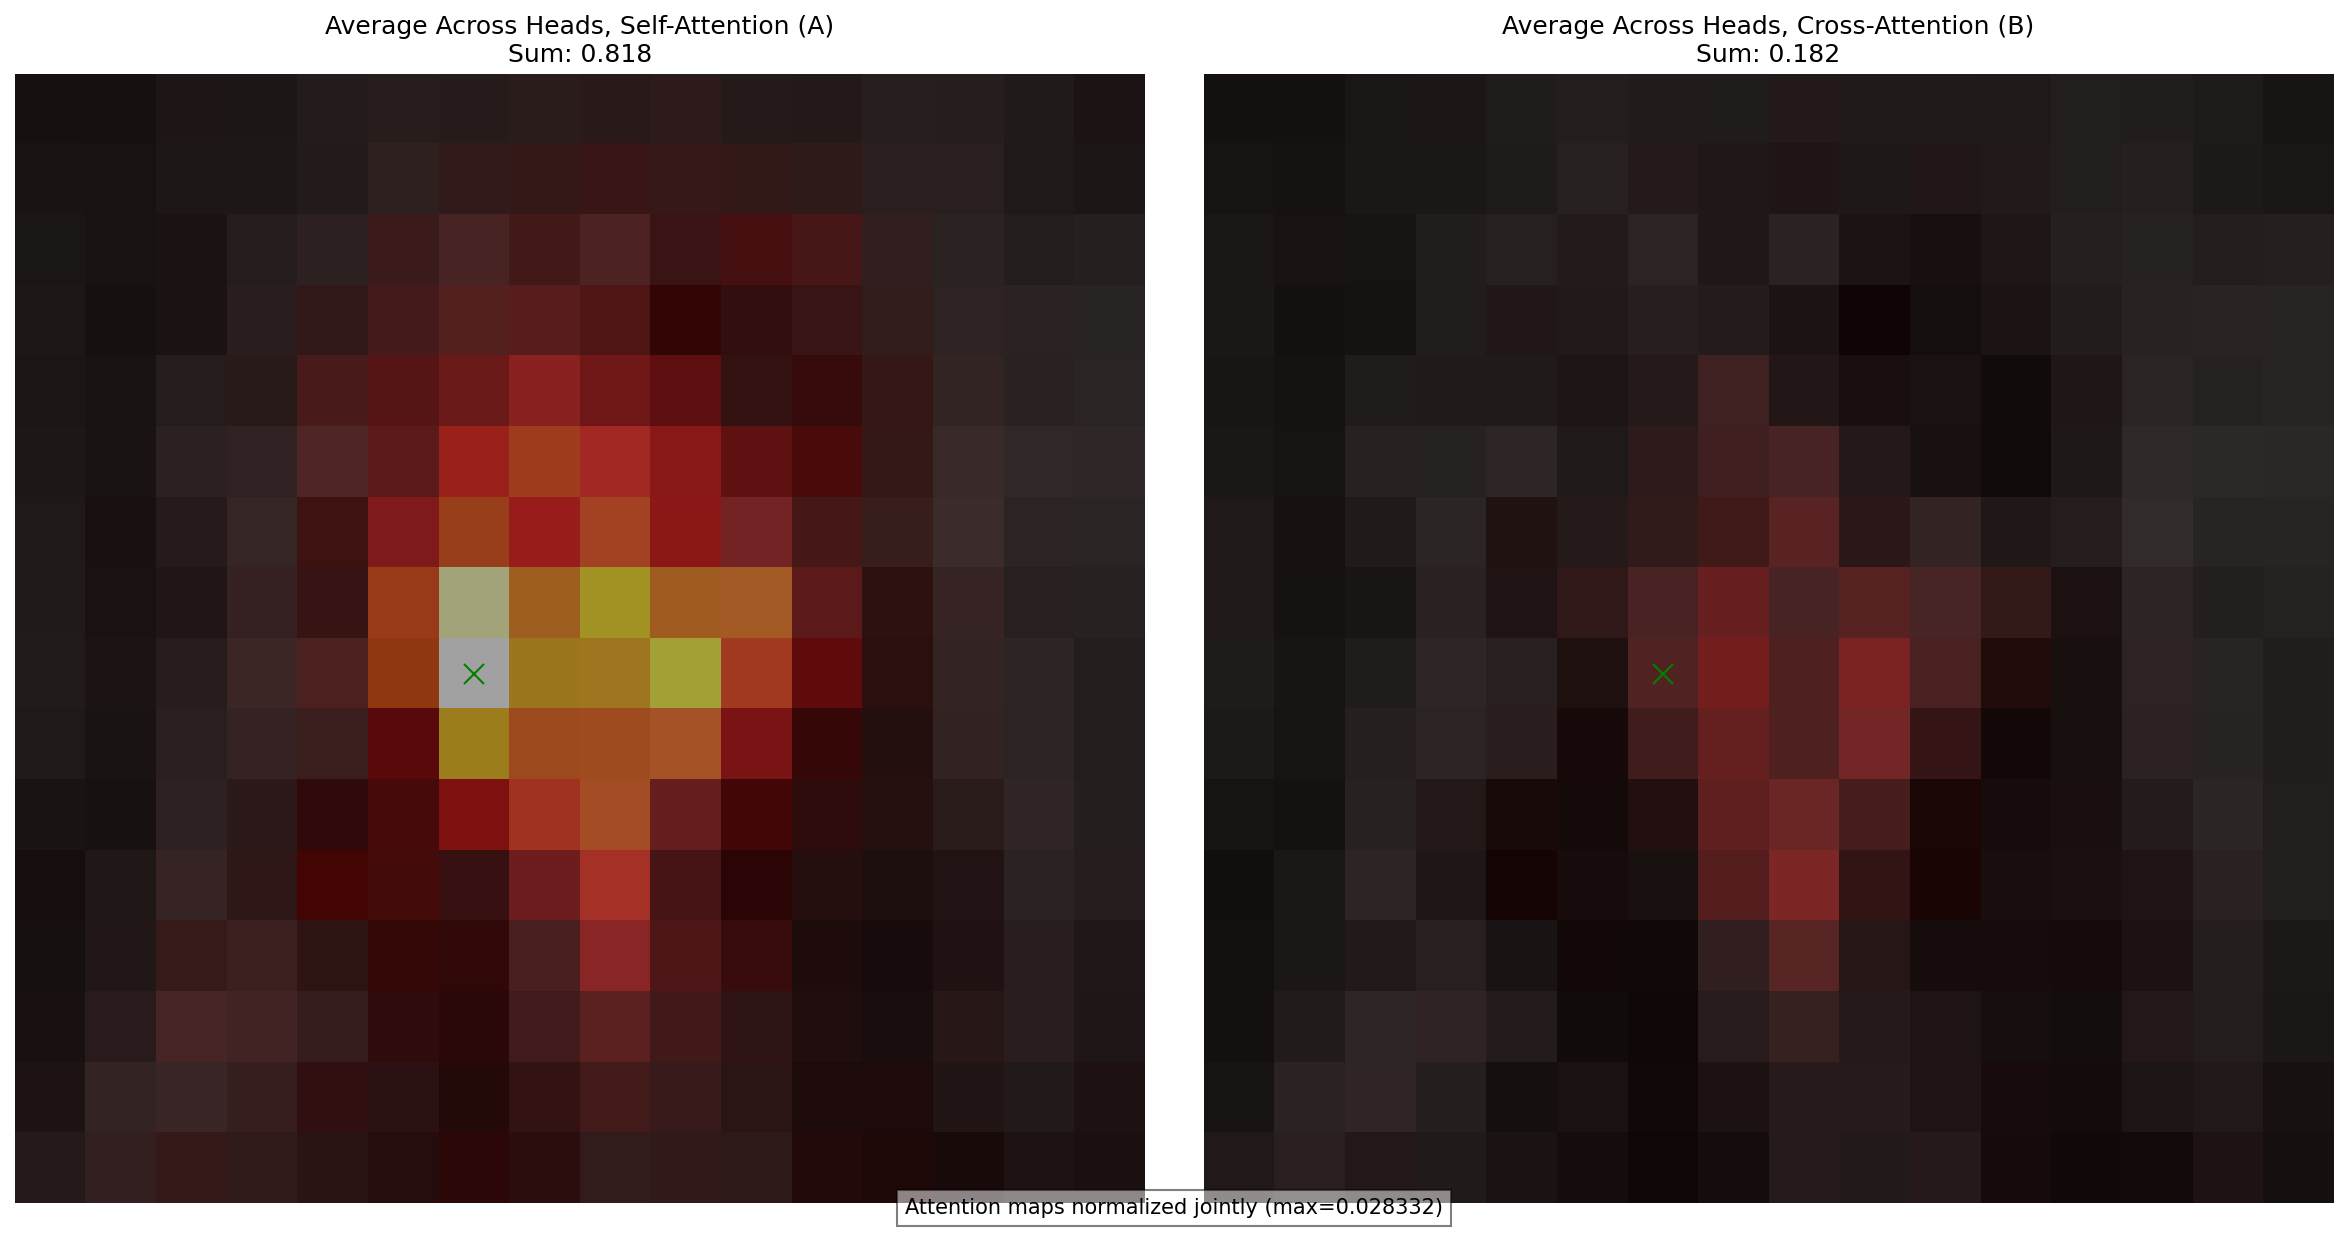 Average Across Heads, Self-Attention (A)
Sum: 0.818
Average Across Heads, Cross-Attention (B)
Sum: 0.182
Attention maps normalized jointly (max=0.028332)